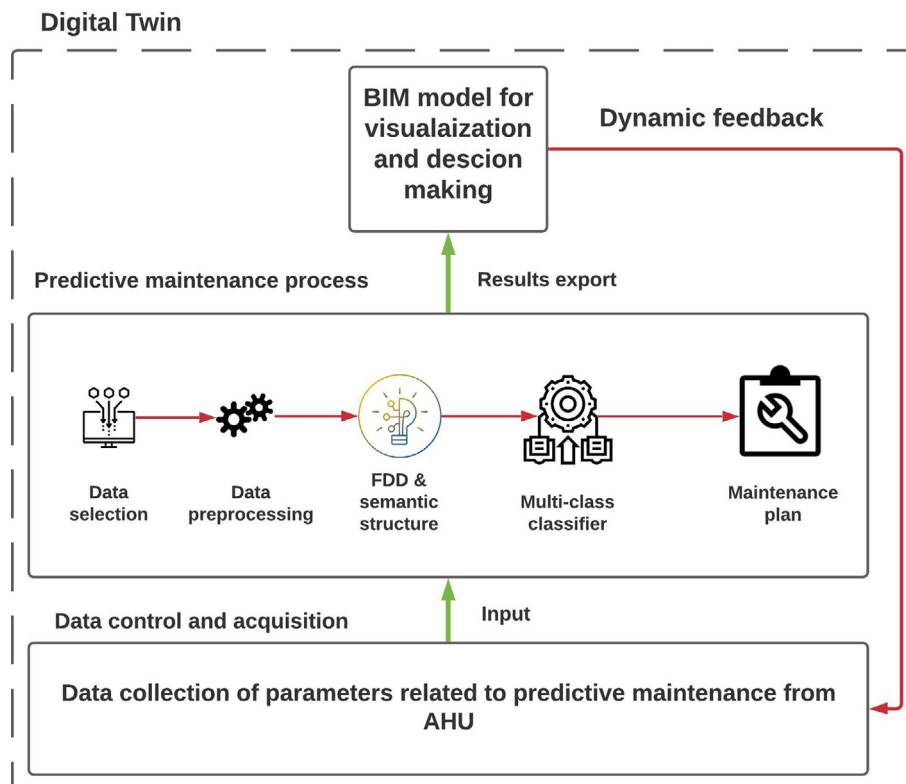 Digital Twin
BIM model for
visualaization
and descion
making
Dynamic feedback
Predictive maintenance process
Results export
Data
selection
Data
preprocessing
FDD &
semantic
structure
Multi-class
classifier
Maintenance
plan
Data control and acquisition
Input
Data collection of parameters related to predictive maintenance from
AHU